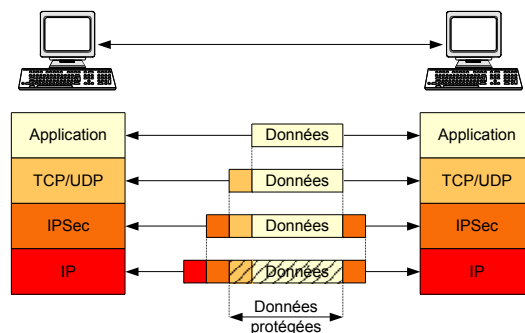 Application Données Application
TCP/UDP Données TCP/UDP
IPSec Données IPSec
IP Données IP
Données
protégées